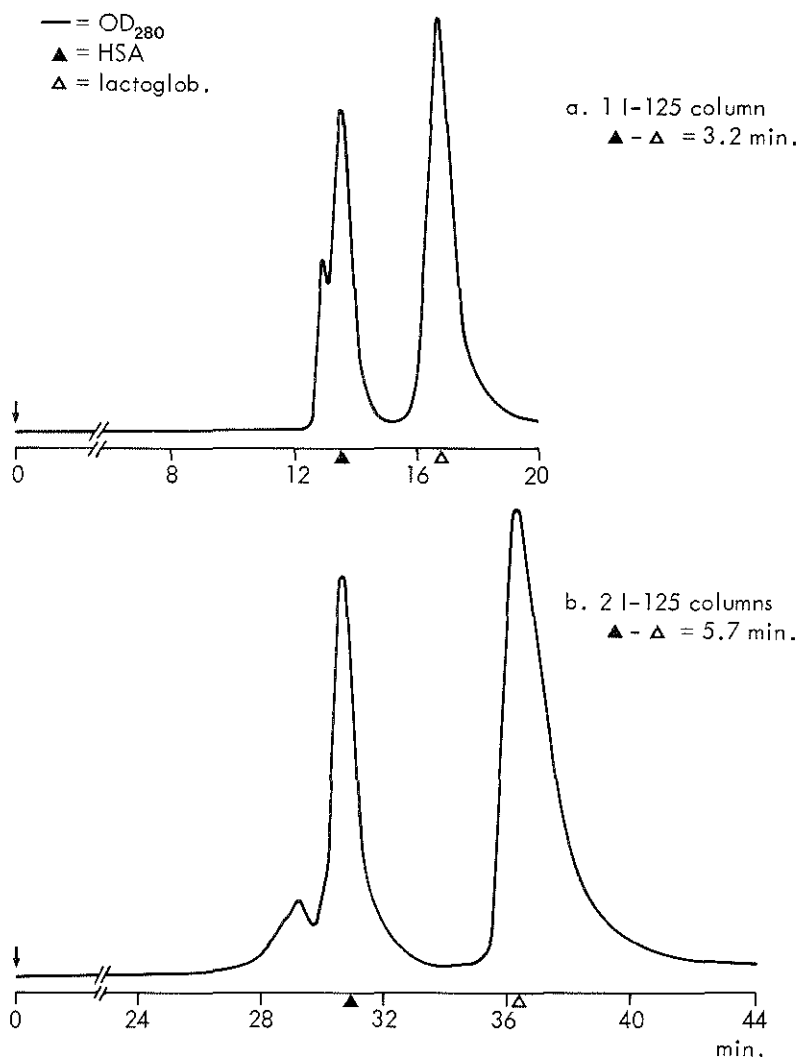 — = OD280
▲ = HSA
△ = lactoglob.
a. 1 I-125 column
▲ - △ = 3.2 min.
0 8 12 16 20
b. 2 I-125 columns
▲ - △ = 5.7 min.
0 24 28 32 36 40 44
min.